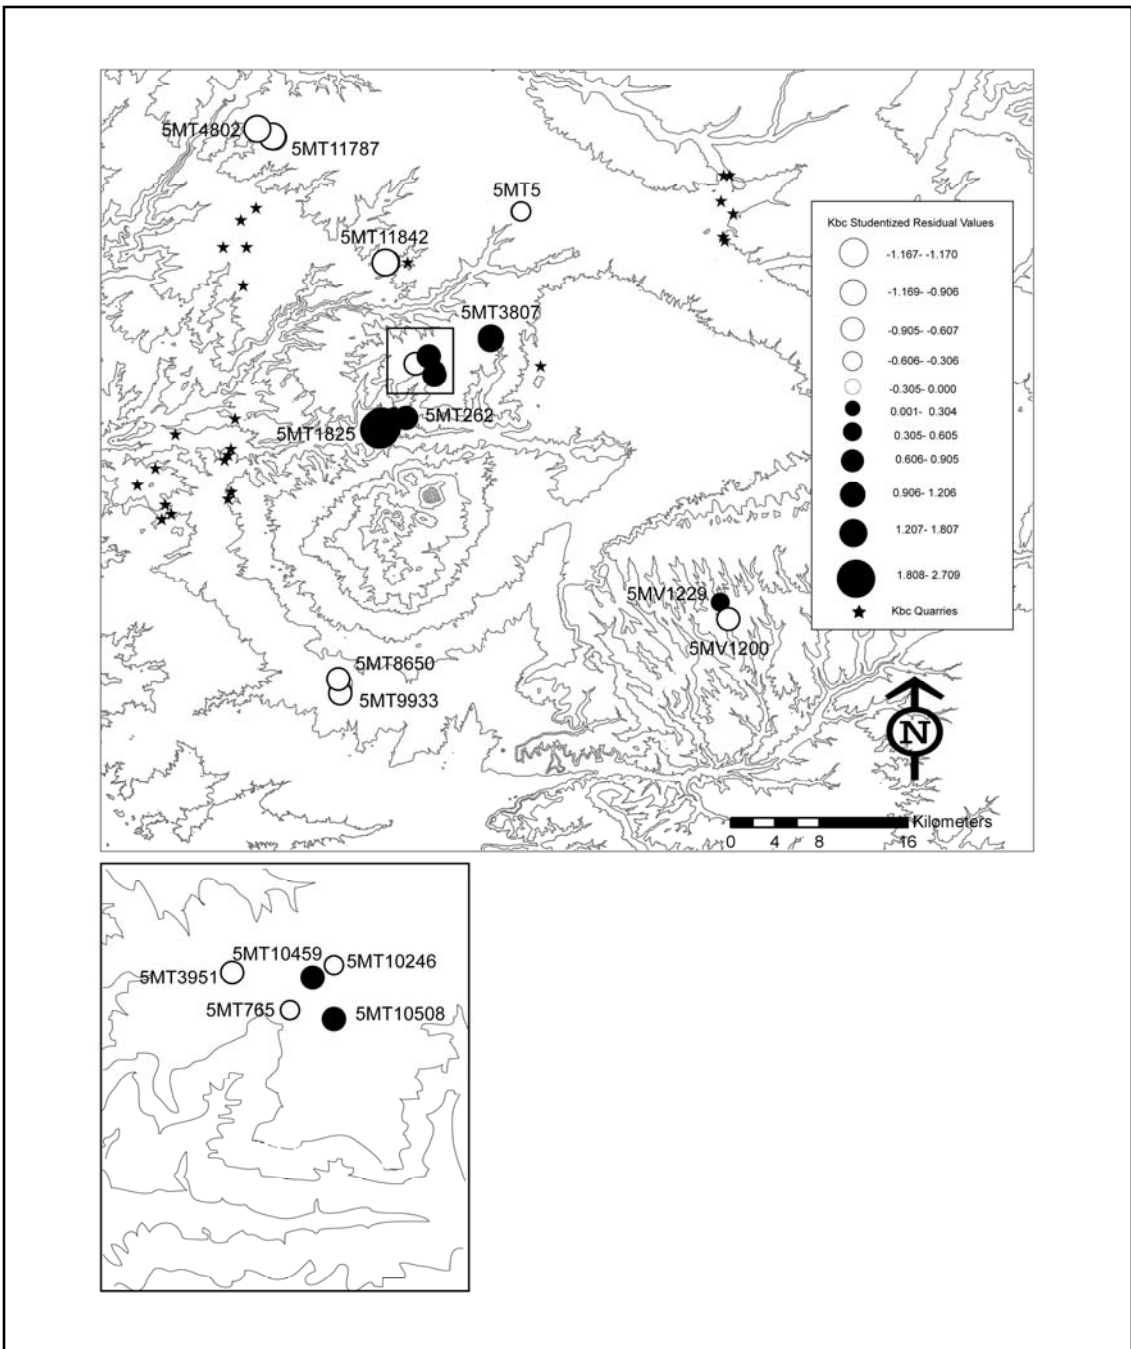 5MT4802
5MT11787
5MT5
5MT11842
5MT3807
5MT262
5MT1825
5MV1229
5MV1200
5MT8650
5MT9933
Kbc Studentized Residual Values
-1.167- -1.170
-1.169- -0.906
-0.905- -0.607
-0.606- -0.306
-0.305- 0.000
0.001- 0.304
0.305- 0.605
0.606- 0.905
0.906- 1.206
1.207- 1.807
1.808- 2.709
Kbc Quarries
N
Kilometers
0 4 8 16
5MT10459
5MT10246
5MT3951
5MT765
5MT10508